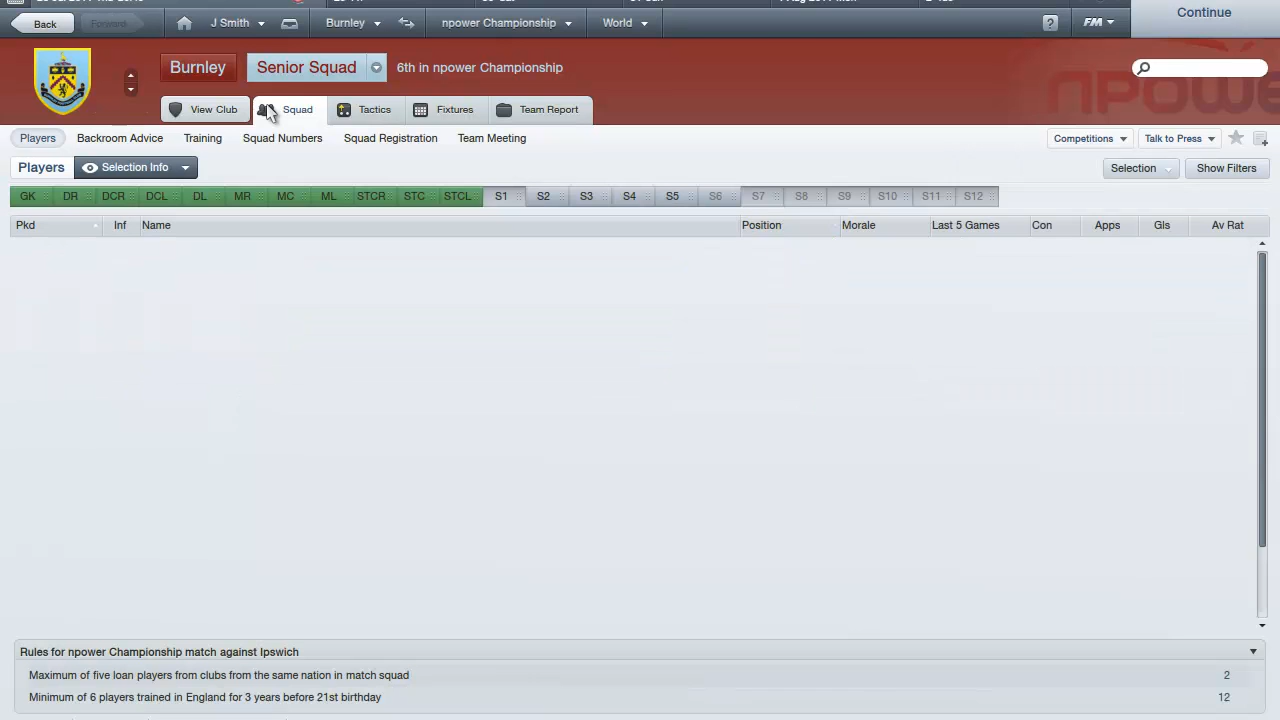 Back Forward J Smith Burnley npower Championship World ? FM Continue
Burnley Senior Squad 6th in npower Championship
View Club Squad Tactics Fixtures Team Report
Players Backroom Advice Training Squad Numbers Squad Registration Team Meeting Competitions Talk to Press
Players Selection Info Selection Show Filters
GK DR DCR DCL DL MR MC ML STCR STC STCL S1 S2 S3 S4 S5 S6 S7 S8 S9 S10 S11 S12
Pkd Inf Name Position Morale Last 5 Games Con Apps Gls Av Rat
Rules for npower Championship match against Ipswich
Maximum of five loan players from clubs from the same nation in match squad 2
Minimum of 6 players trained in England for 3 years before 21st birthday 12